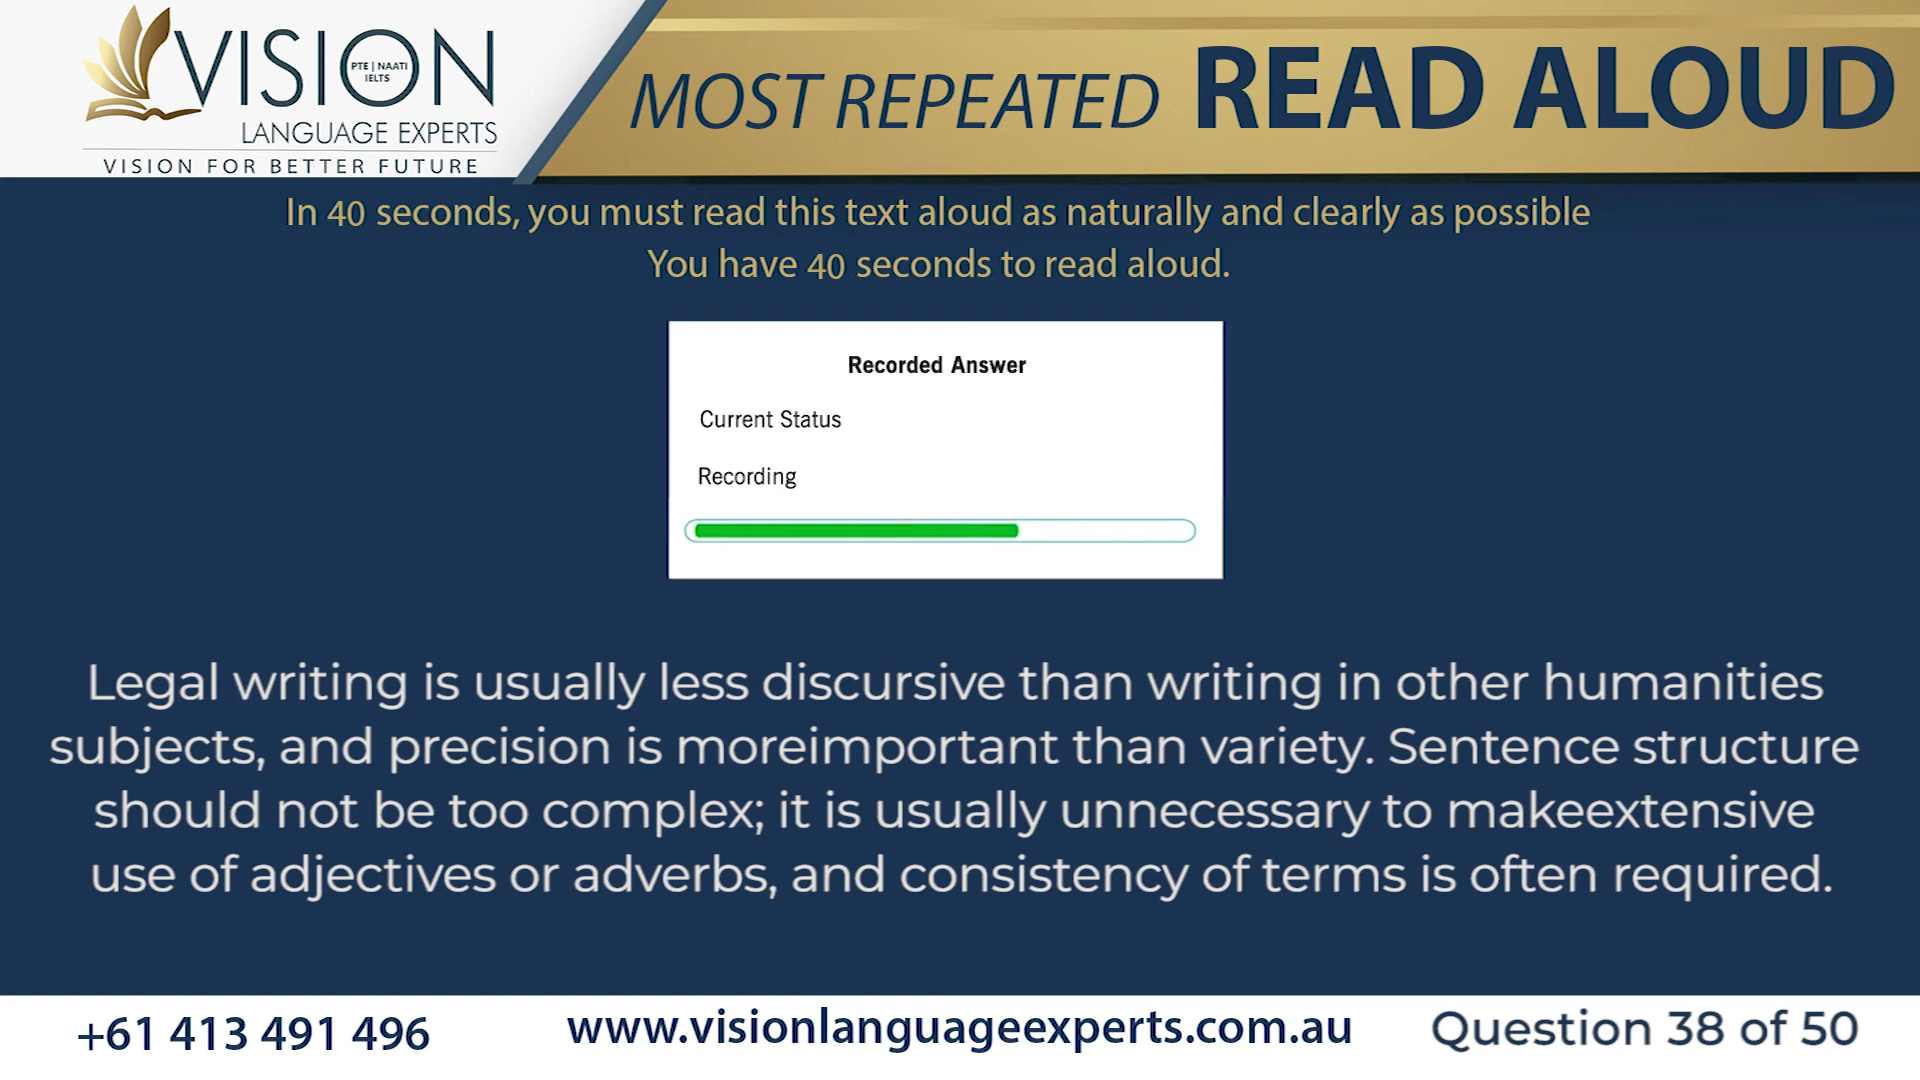 VISION
PTE | NAATI
IELTS
LANGUAGE EXPERTS
VISION FOR BETTER FUTURE
MOST REPEATED READ ALOUD
In 40 seconds, you must read this text aloud as naturally and clearly as possible
You have 40 seconds to read aloud.
Recorded Answer
Current Status
Recording
Legal writing is usually less discursive than writing in other humanities
subjects, and precision is moreimportant than variety. Sentence structure
should not be too complex; it is usually unnecessary to makeextensive
use of adjectives or adverbs, and consistency of terms is often required.
+61 413 491 496
www.visionlanguageexperts.com.au
Question 38 of 50